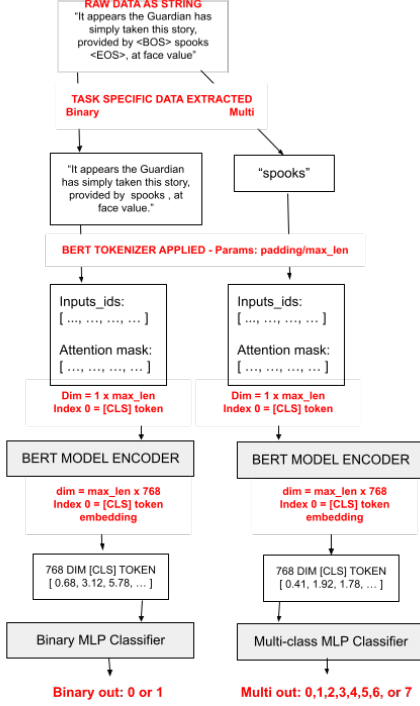 RAW DATA AS STRING
“It appears the Guardian has
simply taken this story,
provided by <BOS> spooks
<EOS>, at face value”
TASK SPECIFIC DATA EXTRACTED
Binary Multi
“It appears the Guardian
has simply taken this story,
provided by spooks , at
face value.”
“spooks”
BERT TOKENIZER APPLIED - Params: padding/max_len
Inputs_ids:
[ ..., …, …, … ]
Attention mask:
[ …, …, …, … ]
Inputs_ids:
[ ..., …, …, … ]
Attention mask:
[ …, …, …, … ]
Dim = 1 x max_len
Index 0 = [CLS] token
Dim = 1 x max_len
Index 0 = [CLS] token
BERT MODEL ENCODER
BERT MODEL ENCODER
dim = max_len x 768
Index 0 = [CLS] token
embedding
dim = max_len x 768
Index 0 = [CLS] token
embedding
768 DIM [CLS] TOKEN
[ 0.68, 3.12, 5.78, … ]
768 DIM [CLS] TOKEN
[ 0.41, 1.92, 1.78, … ]
Binary MLP Classifier
Multi-class MLP Classifier
Binary out: 0 or 1
Multi out: 0,1,2,3,4,5,6, or 7